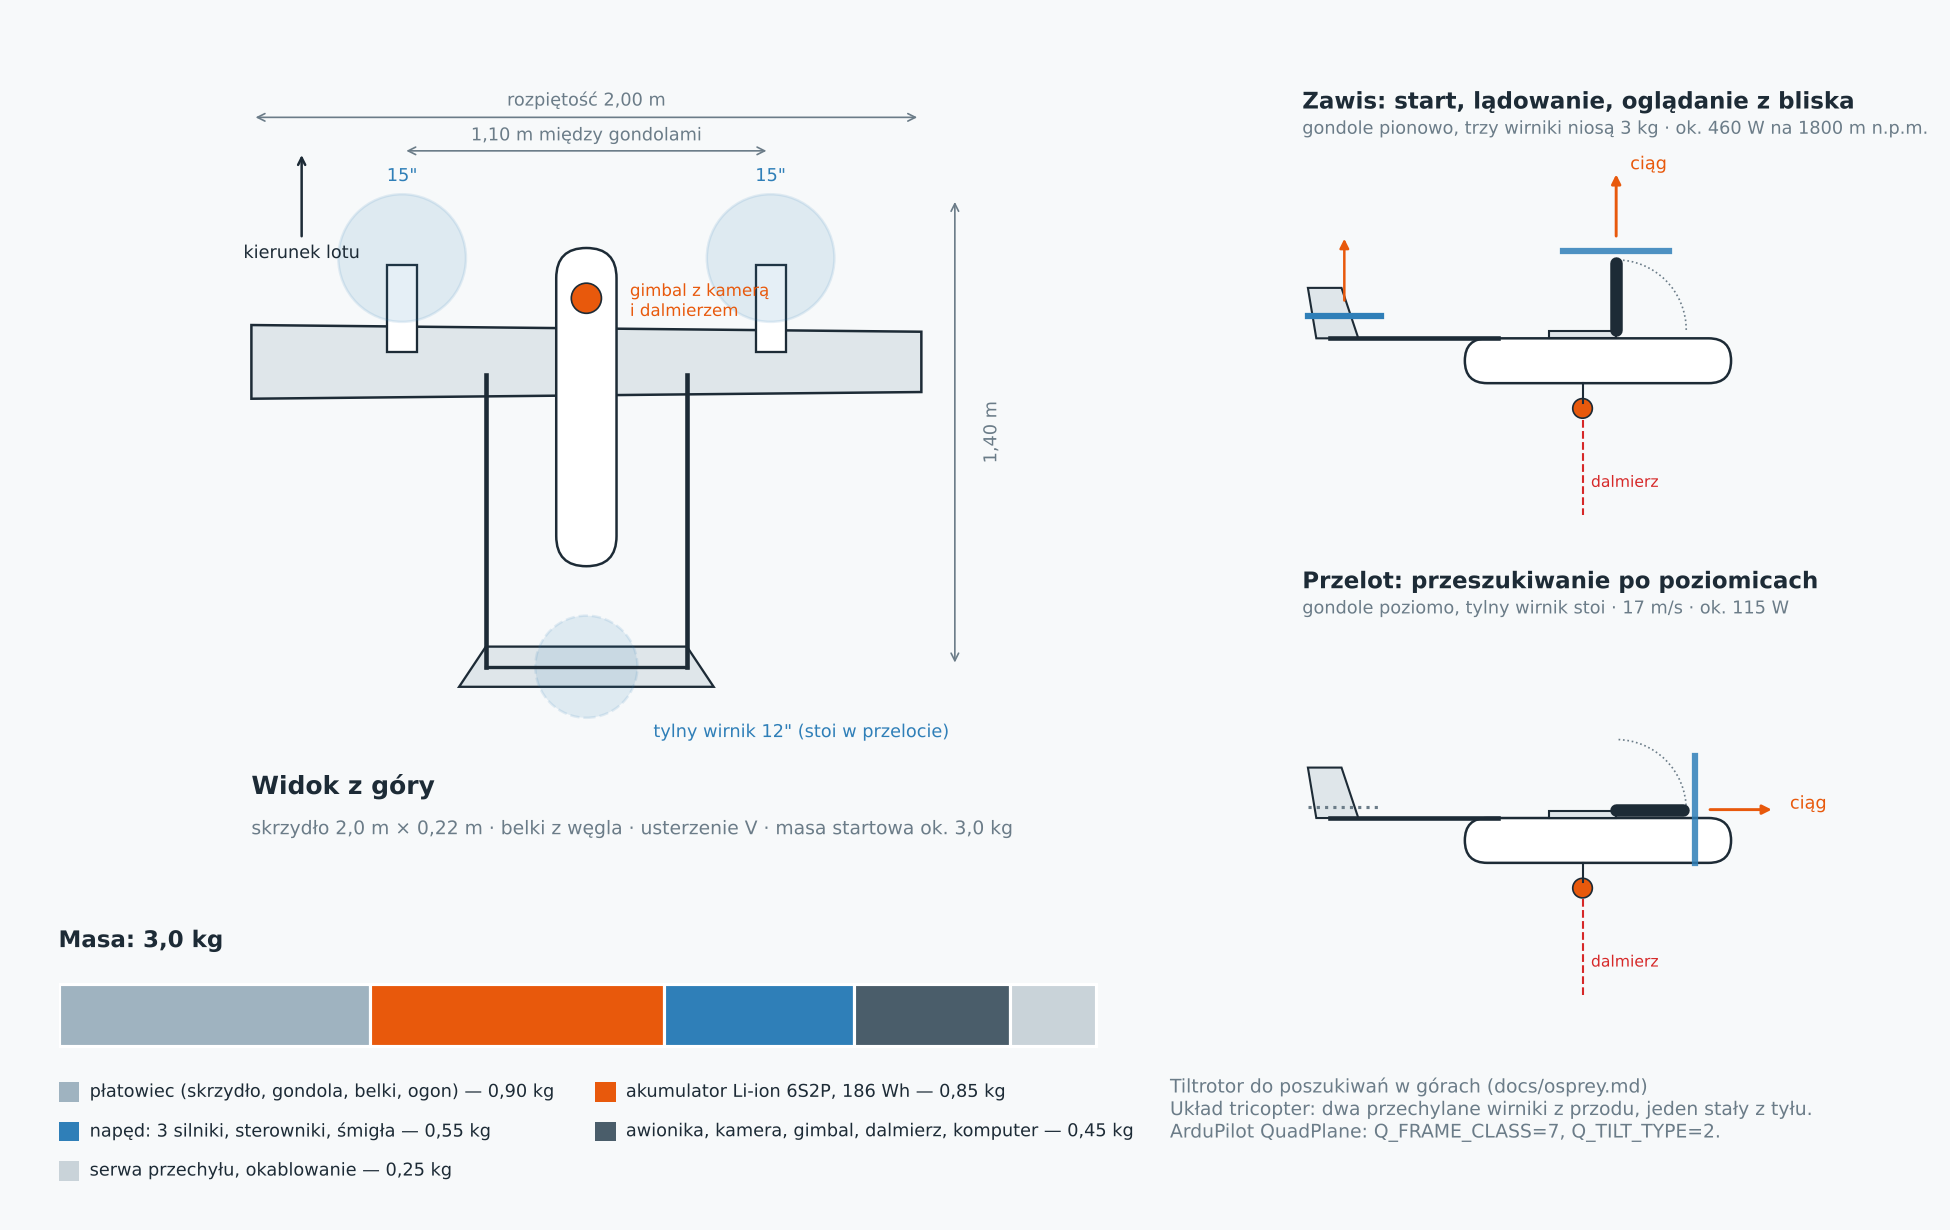 rozpiętość 2,00 m
1,10 m między gondolami
15"
15"
kierunek lotu
gimbal z kamerą
i dalmierzem
1,40 m
tylny wirnik 12" (stoi w przelocie)
Widok z góry
skrzydło 2,0 m × 0,22 m · belki z węgla · usterzenie V · masa startowa ok. 3,0 kg
Zawis: start, lądowanie, oglądanie z bliska
gondole pionowo, trzy wirniki niosą 3 kg · ok. 460 W na 1800 m n.p.m.
ciąg
dalmierz
Przelot: przeszukiwanie po poziomicach
gondole poziomo, tylny wirnik stoi · 17 m/s · ok. 115 W
ciąg
dalmierz
Masa: 3,0 kg
płatowiec (skrzydło, gondola, belki, ogon) — 0,90 kg
akumulator Li-ion 6S2P, 186 Wh — 0,85 kg
napęd: 3 silniki, sterowniki, śmigła — 0,55 kg
awionika, kamera, gimbal, dalmierz, komputer — 0,45 kg
serwa przechyłu, okablowanie — 0,25 kg
Tiltrotor do poszukiwań w górach (docs/osprey.md)
Układ tricopter: dwa przechylane wirniki z przodu, jeden stały z tyłu.
ArduPilot QuadPlane: Q_FRAME_CLASS=7, Q_TILT_TYPE=2.